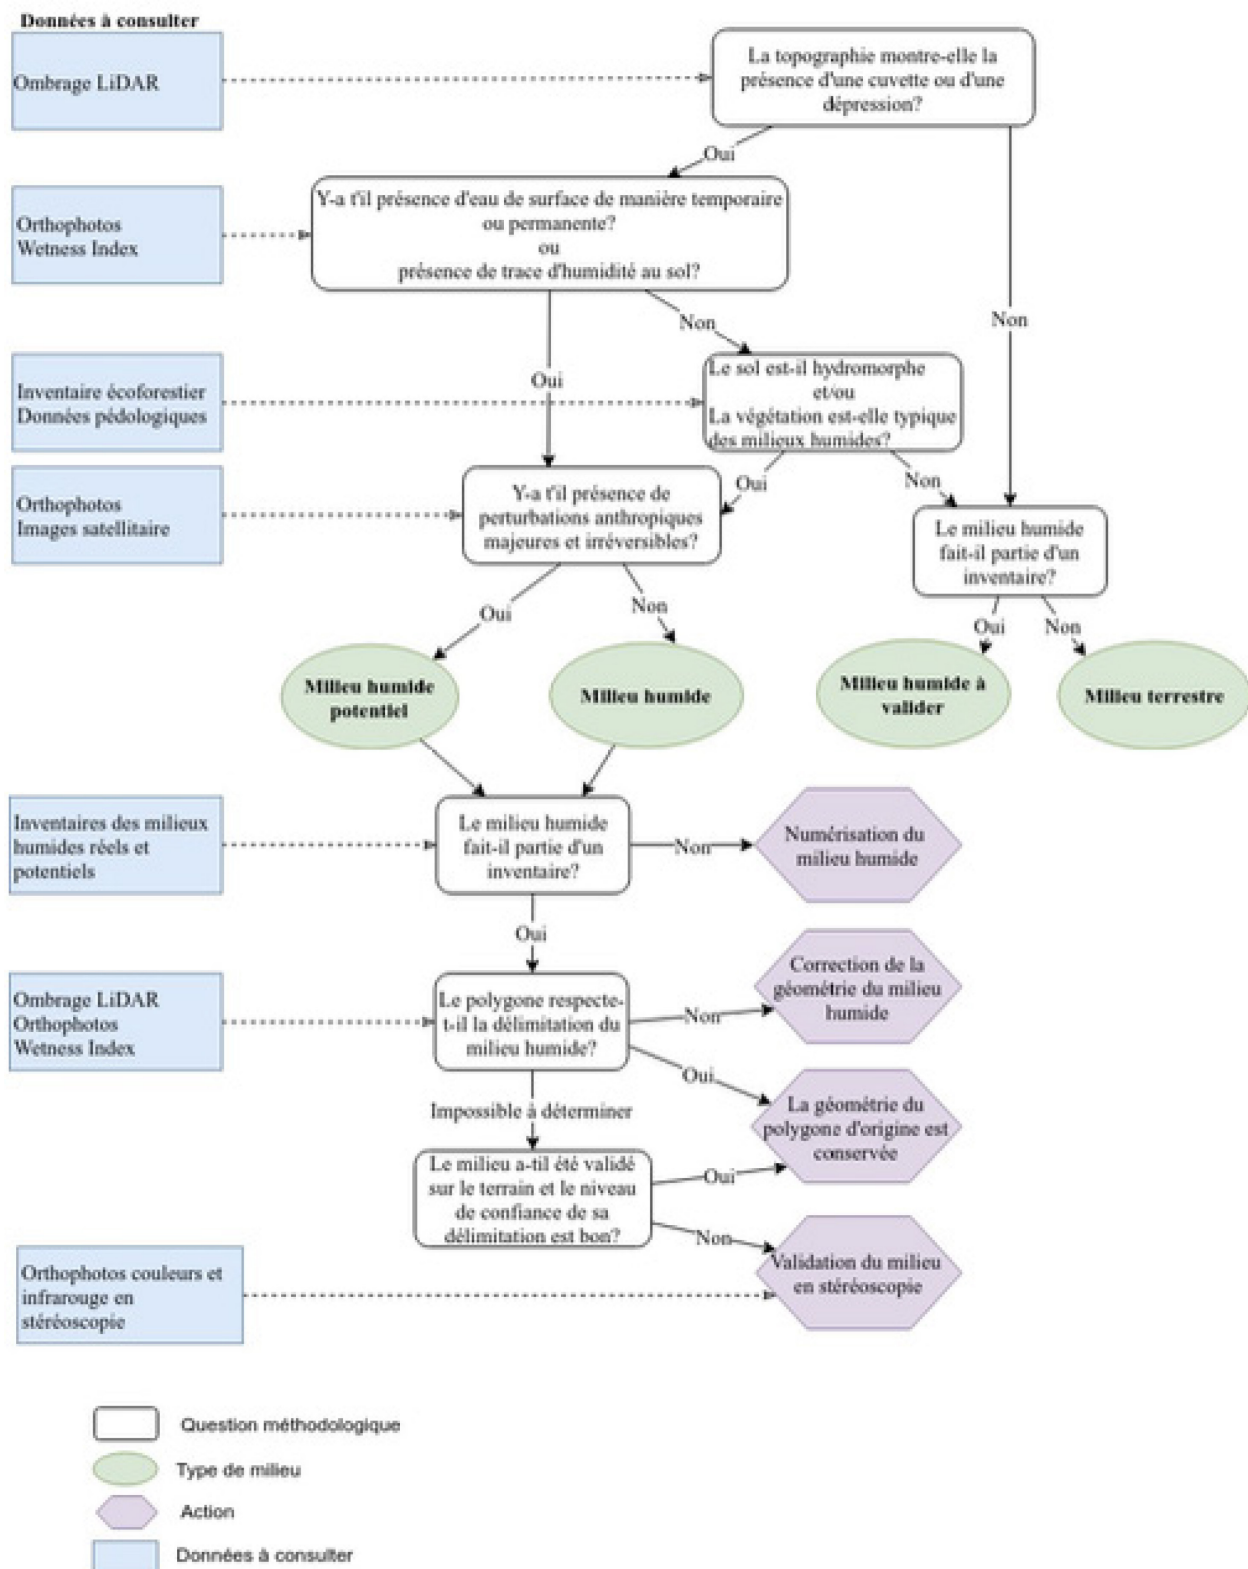 Données à consulter
Ombrage LiDAR
La topographie montre-elle la
présence d'une cuvette ou d'une
dépression?
Oui
Non
Orthophotos
Wetness Index
Y-a t'il présence d'eau de surface de manière temporaire
ou permanente?
ou
présence de trace d'humidité au sol?
Oui
Non
Inventaire écoforestier
Données pédologiques
Le sol est-il hydromorphe
et/ou
La végétation est-elle typique
des milieux humides?
Oui
Non
Orthophotos
Images satellitaire
Y-a t'il présence de
perturbations anthropiques
majeures et irréversibles?
Le milieu humide
fait-il partie d'un
inventaire?
Oui
Non
Oui
Non
Milieu humide
potentiel
Milieu humide
Milieu humide à
valider
Milieu terrestre
Inventaires des milieux
humides réels et
potentiels
Le milieu humide
fait-il partie d'un
inventaire?
Non
Numérisation du
milieu humide
Oui
Ombrage LiDAR
Orthophotos
Wetness Index
Le polygone respecte-
t-il la délimitation du
milieu humide?
Non
Correction de la
géométrie du milieu
humide
Oui
La géométrie du
polygone d'origine est
conservée
Impossible à déterminer
Le milieu a-til été validé
sur le terrain et le niveau
de confiance de sa
délimitation est bon?
Oui
Non
Orthophotos couleurs et
infrarouge en
stéréoscopie
Validation du milieu
en stéréoscopie
Question méthodologique
Type de milieu
Action
Données à consulter